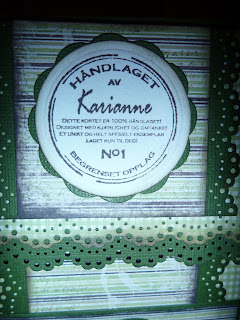 HÅNDLAGET
AV
Karianne
DETTE KORTET ER 100% HÅNDLAGET!
DESIGNET MED KJÆRLIGHET OG OMTANKE!
ET UNIKT OG HELT SPESIELT EKSEMPLAR
LAGET KUN TIL DEG!
No1
BEGRENSET OPPLAG